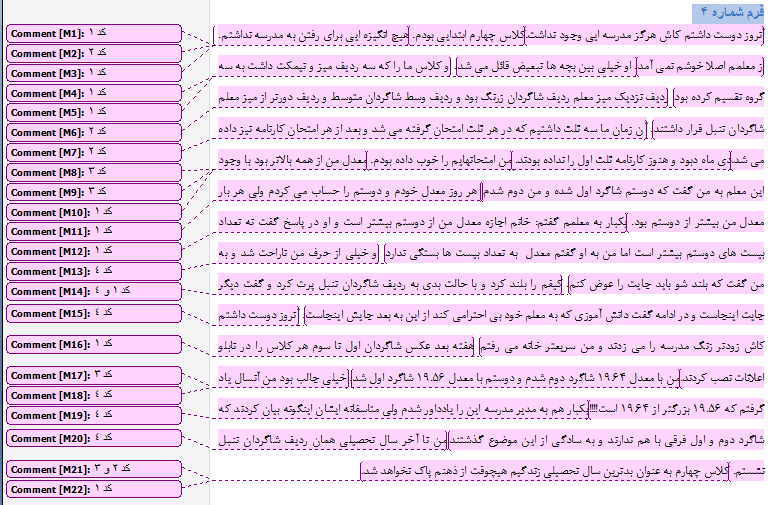 فرم شماره ۴
آنروز دوست داشتم کاش هرگز مدرسه ایی وجود نداشت. کلاس چهارم ابتدایی بودم. هیچ انگیزه ایی برای رفتن به مدرسه نداشتم.
از معلمم اصلا خوشم نمی آمد. او خیلی بین بچه ها تبعیض قائل می شد و کلاس ما را که سه ردیف میز و نیمکت داشت به سه
گروه تقسیم کرده بود. ردیف نزدیک میز معلم ردیف شاگردان زرنگ بود و ردیف وسط شاگردان متوسط و ردیف دورتر از میز معلم
شاگردان تنبل قرار داشتند. آن زمان ما سه ثلث داشتیم که در هر ثلث امتحان گرفته می شد و بعد از هر امتحان کارنامه نیز داده
می شد. دی ماه دبود و هنوز کارنامه ثلث اول را نداده بودند. من امتحانهایم را خوب داده بودم. معدل من از همه بالاتر بود با وجود
این معلم به من گفت که دوستم شاگرد اول شده و من دوم شدم. هر روز معدل خودم و دوستم را حساب می کردم ولی هر بار
معدل من بیشتر از دوستم بود. یکبار به معلمم گفتم: خانم اجازه معدل من از دوستم بیشتر است و او در پاسخ گفت نه تعداد
بیست های دوستم بیشتر است اما من به او گفتم معدل به تعداد بیست ها بستگی ندارد و خیلی از حرف من ناراحت شد و به
من گفت که بلند شو باید جایت را عوض کنم. کیفم را بلند کرد و با حالت بدی به ردیف شاگردان تنبل پرت کرد و گفت دیگر
جایت اینجاست و در ادامه گفت دانش آموزی که به معلم خود بی احترامی کند از این به بعد جایش اینجاست. آنروز دوست داشتم
کاش زودتر زنگ مدرسه را می زدند و من سریعتر خانه می رفتم. هفته بعد عکس شاگردان اول تا سوم هر کلاس را در تابلو
اعلانات نصب کردند. من با معدل ۱۹.۶۴ شاگرد دوم شدم و دوستم با معدل ۱۹.۵۶ شاگرد اول شد. خیلی جالب بود من آنسال یاد
گرفتم که ۱۹.۵۶ بزرگتر از ۱۹.۶۴ است!!!! یکبار هم به مدیر مدرسه این را یادداور شدم ولی متاسفانه ایشان اینگونه بیان کردند که
شاگرد دوم و اول فرقی با هم ندارند و به سادگی از این موضوع گذشتند. من تا آخر سال تحصیلی همان ردیف شاگردان تنبل
نشستم. کلاس چهارم به عنوان بدترین سال تحصیلی زندگیم هیچوقت از ذهنم پاک نخواهد شد.
Comment [M1]: کد ۱
Comment [M2]: کد ۲
Comment [M3]: کد ۱
Comment [M4]: کد ۱
Comment [M5]: کد ۱
Comment [M6]: کد ۲
Comment [M7]: کد ۲
Comment [M8]: کد ۳
Comment [M9]: کد ۳
Comment [M10]: کد ۱
Comment [M11]: کد ۱
Comment [M12]: کد ۱
Comment [M13]: کد ٤
Comment [M14]: کد ۱ و ٤
Comment [M15]: کد ٤
Comment [M16]: کد ۱
Comment [M17]: کد ۳
Comment [M18]: کد ٤
Comment [M19]: کد ٤
Comment [M20]: کد ٤
Comment [M21]: کد ۲ و ۳
Comment [M22]: کد ۱